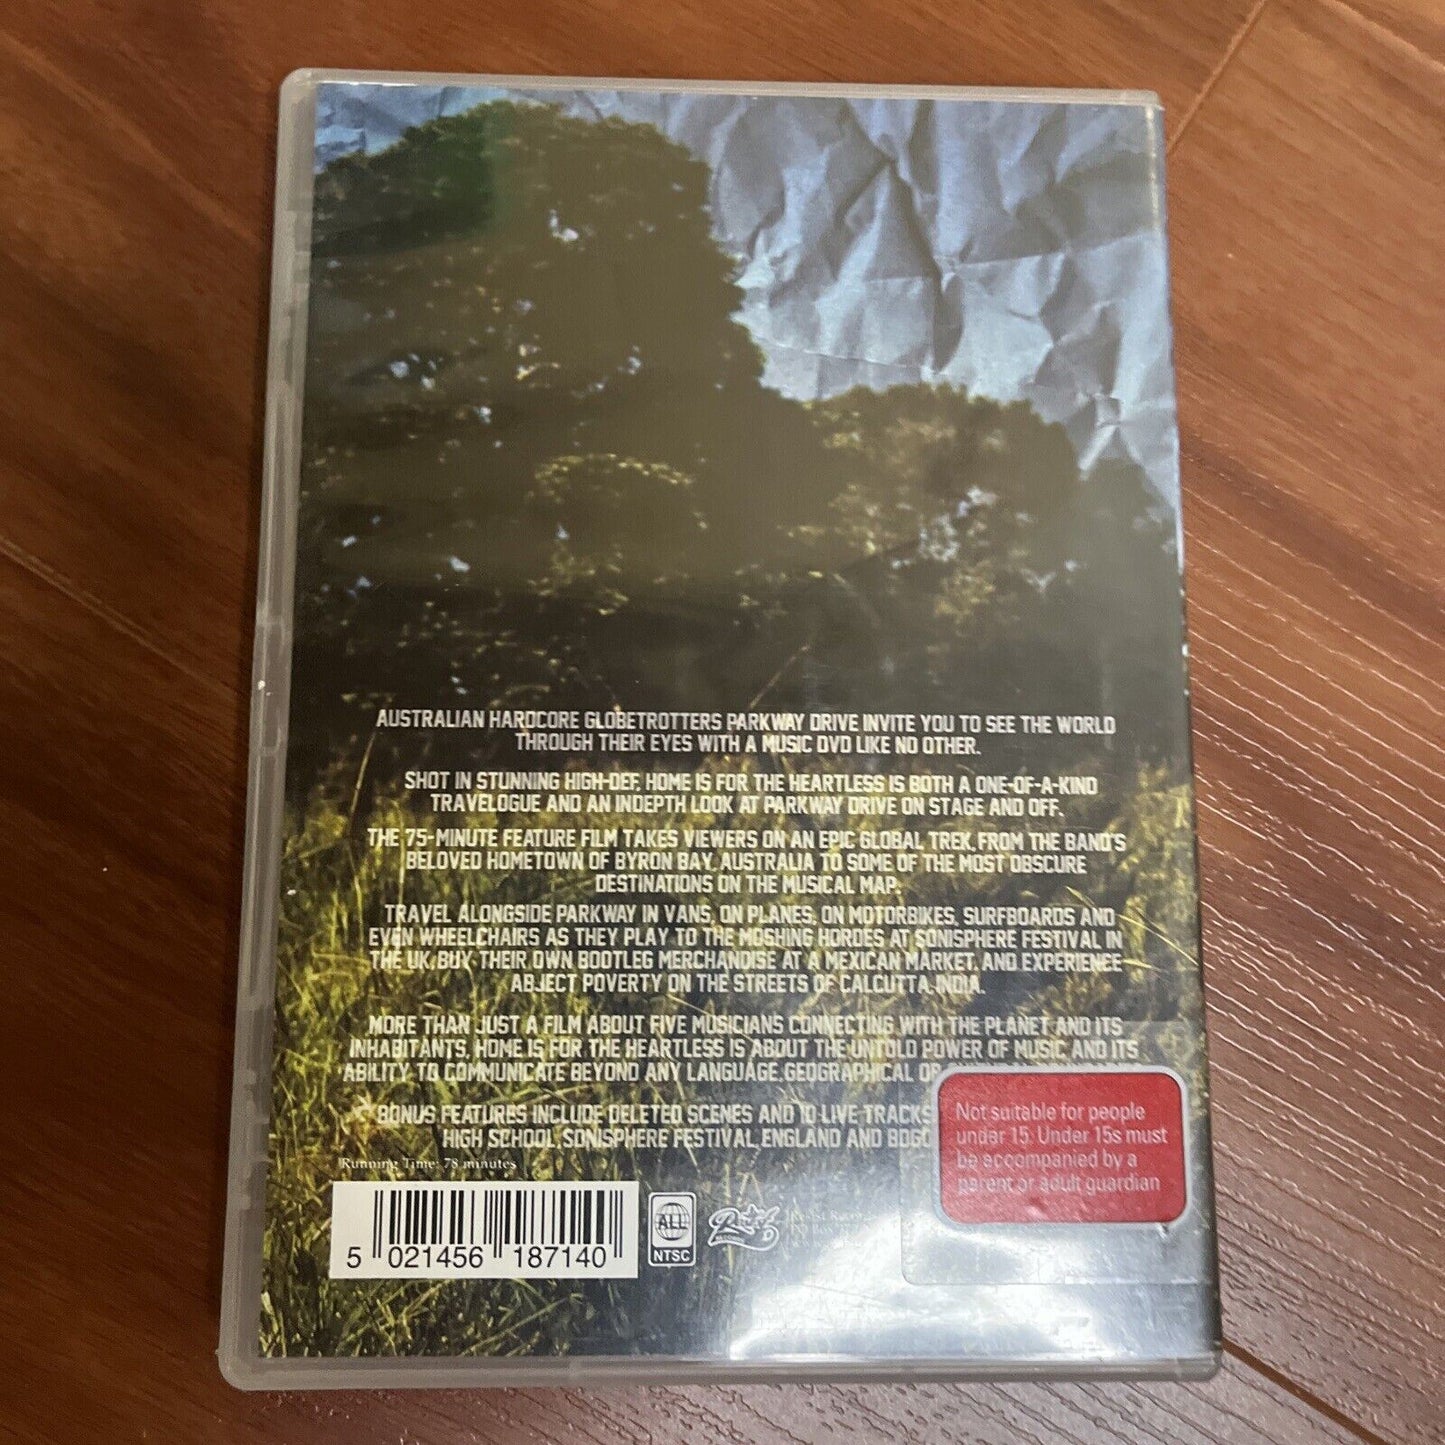 AUSTRALIAN HARDCORE GLOBETROTTERS PARKWAY DRIVE INVITE YOU TO SEE THE WORLD
THROUGH THEIR EYES WITH A MUSIC DVD LIKE NO OTHER.
SHOT IN STUNNING HIGH-DEF, HOME IS FOR THE HEARTLESS IS BOTH A ONE-OF-A-KIND
TRAVELOGUE AND AN INDEPTH LOOK AT PARKWAY DRIVE ON STAGE AND OFF.
THE 75-MINUTE FEATURE FILM TAKES VIEWERS ON AN EPIC GLOBAL TREK, FROM THE BAND'S
BELOVED HOMETOWN OF BYRON BAY, AUSTRALIA TO SOME OF THE MOST OBSCURE
DESTINATIONS ON THE MUSICAL MAP.
TRAVEL ALONGSIDE PARKWAY IN VANS, ON PLANES, ON MOTORBIKES, SURFBOARDS AND
EVEN WHEELCHAIRS AS THEY PLAY TO THE MOSHING HORDES AT SONISPHERE FESTIVAL IN
THE UK, BUY THEIR OWN BOOTLEG MERCHANDISE AT A MEXICAN MARKET, AND EXPERIENCE
ABJECT POVERTY ON THE STREETS OF CALCUTTA, INDIA.
MORE THAN JUST A FILM ABOUT FIVE MUSICIANS CONNECTING WITH THE PLANET AND ITS
INHABITANTS, HOME IS FOR THE HEARTLESS IS ABOUT THE UNTOLD POWER OF MUSIC AND ITS
ABILITY TO COMMUNICATE BEYOND ANY LANGUAGE, GEOGRAPHICAL OR
BONUS FEATURES INCLUDE DELETED SCENES AND 10 LIVE TRACKS
HIGH SCHOOL, SONISPHERE FESTIVAL, ENGLAND AND
Not suitable for people
under 15. Under 15s must
be accompanied by a
parent or adult guardian
Running Time: 78 minutes
5 021456 187140
ALL
NTSC